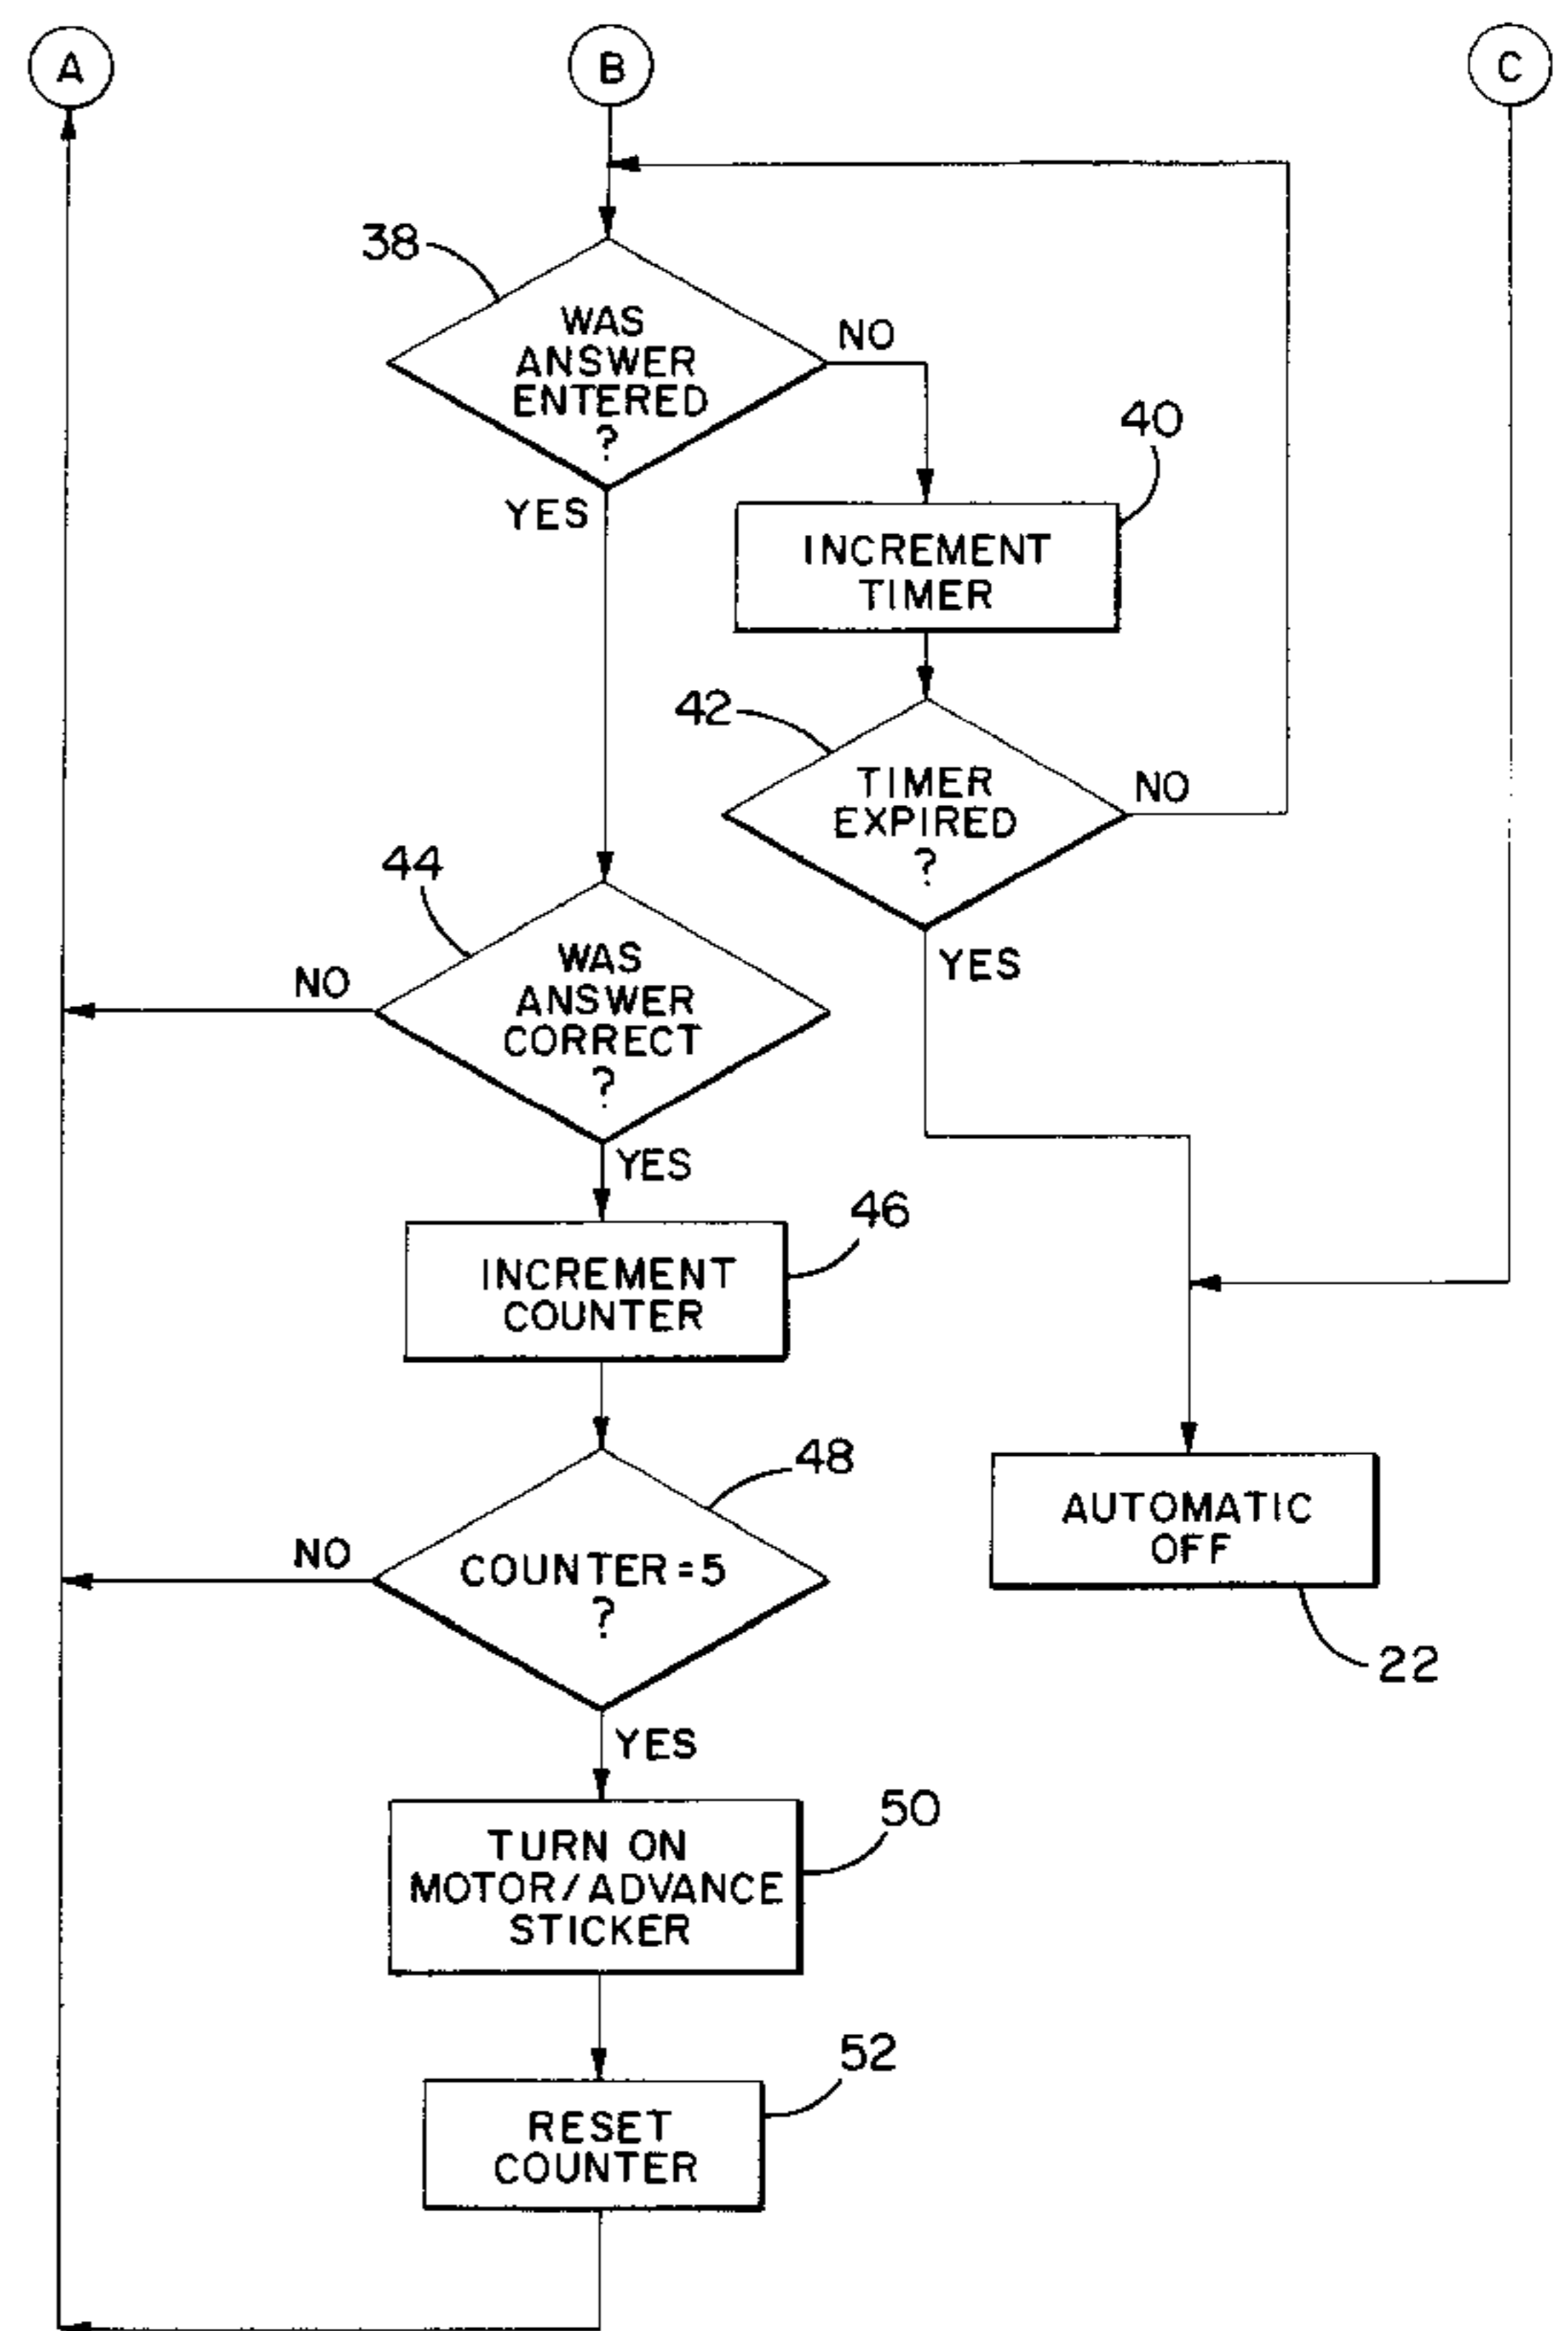 A
B
C
38
WAS
ANSWER
ENTERED
?
NO
YES
40
INCREMENT
TIMER
42
TIMER
EXPIRED
?
NO
YES
44
WAS
ANSWER
CORRECT
?
NO
YES
46
INCREMENT
COUNTER
48
COUNTER=5
?
NO
YES
AUTOMATIC
OFF
22
50
TURN ON
MOTOR/ADVANCE
STICKER
52
RESET
COUNTER